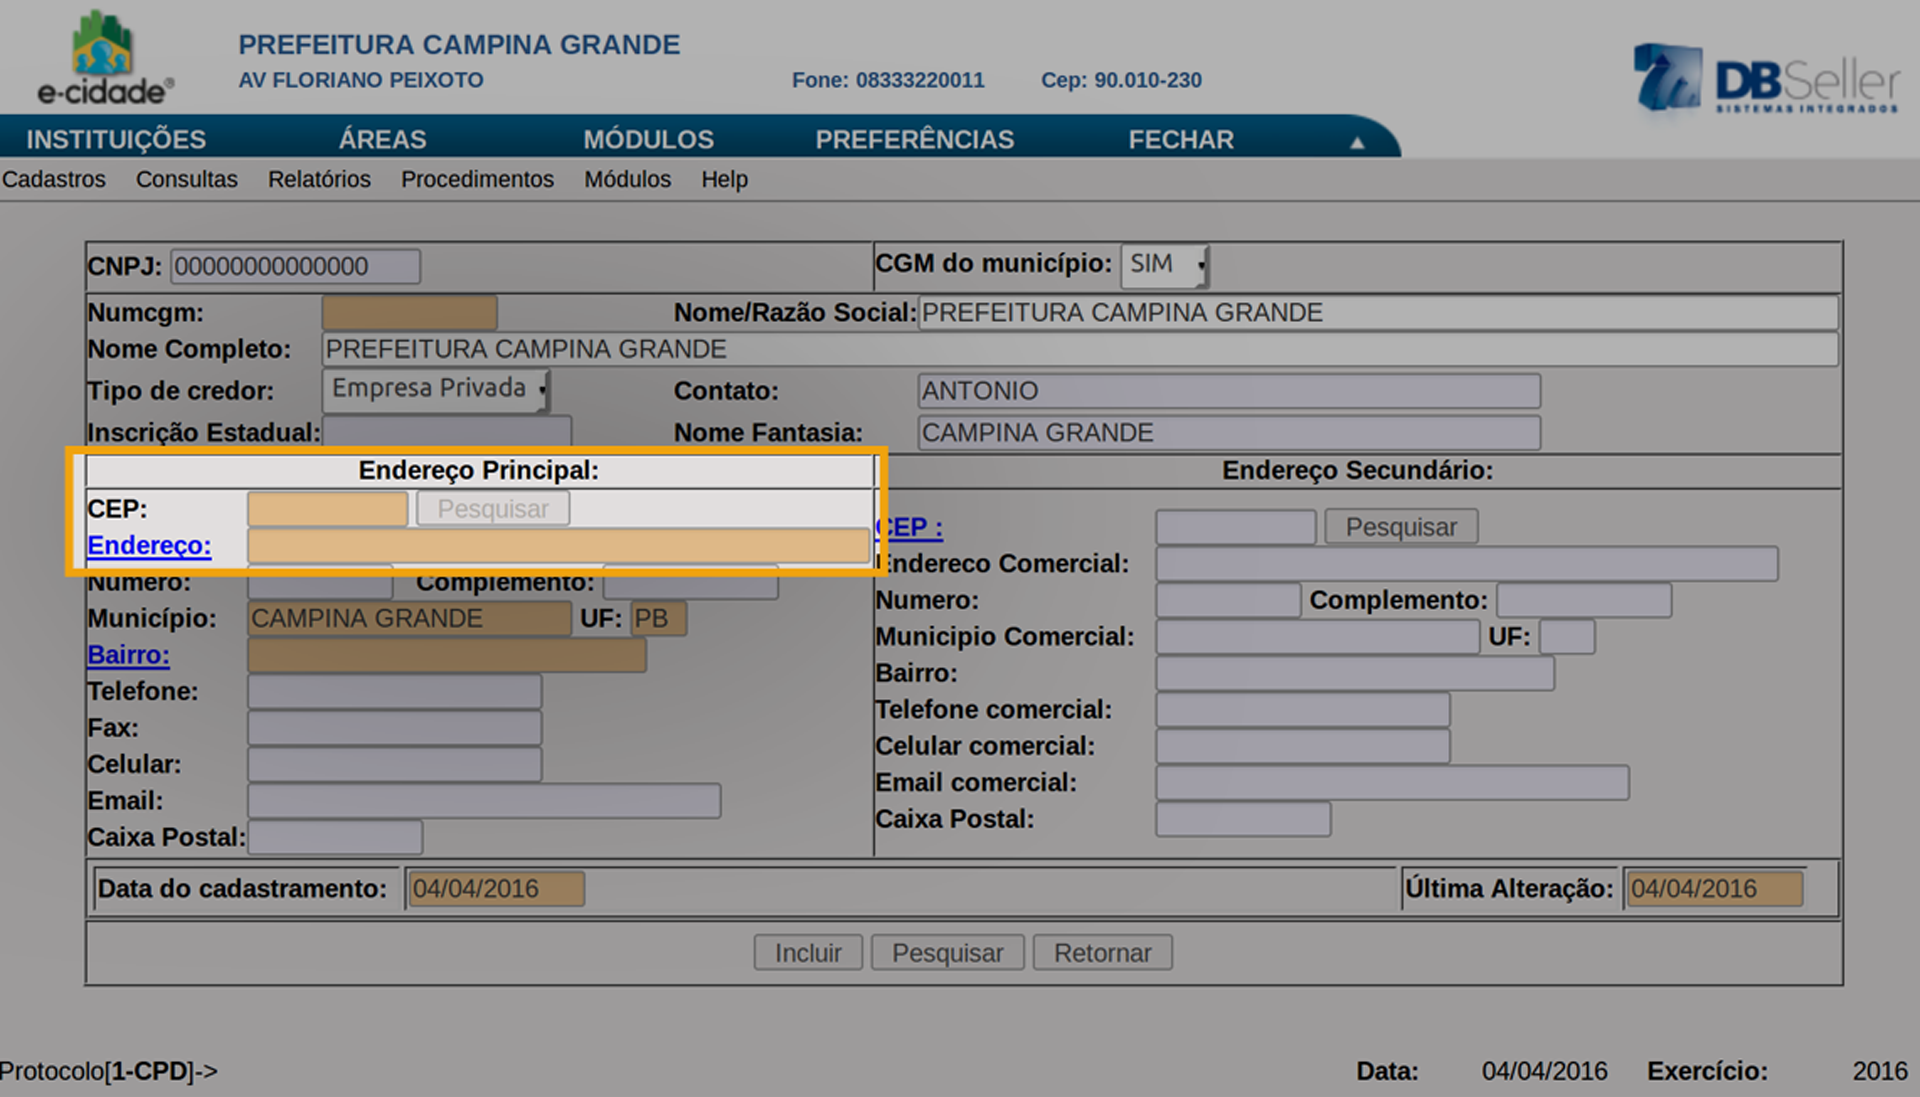 e-cidade®
PREFEITURA CAMPINA GRANDE
AV FLORIANO PEIXOTO Fone: 08333220011 Cep: 90.010-230
DBSeller
SISTEMAS INTEGRADOS
INSTITUIÇÕES ÁREAS MÓDULOS PREFERÊNCIAS FECHAR
Cadastros Consultas Relatórios Procedimentos Módulos Help
CNPJ: 00000000000000 CGM do município: SIM
Numcgm: Nome/Razão Social: PREFEITURA CAMPINA GRANDE
Nome Completo: PREFEITURA CAMPINA GRANDE
Tipo de credor: Empresa Privada Contato: ANTONIO
Inscrição Estadual: Nome Fantasia: CAMPINA GRANDE
Endereço Principal:
CEP: Pesquisar
Endereço:
Numero: Complemento:
Município: CAMPINA GRANDE UF: PB
Bairro:
Telefone:
Fax:
Celular:
Email:
Caixa Postal:
Endereço Secundário:
CEP : Pesquisar
Endereco Comercial:
Numero: Complemento:
Municipio Comercial: UF:
Bairro:
Telefone comercial:
Celular comercial:
Email comercial:
Caixa Postal:
Data do cadastramento: 04/04/2016 Última Alteração: 04/04/2016
Incluir Pesquisar Retornar
Protocolo[1-CPD]-> Data: 04/04/2016 Exercício: 2016